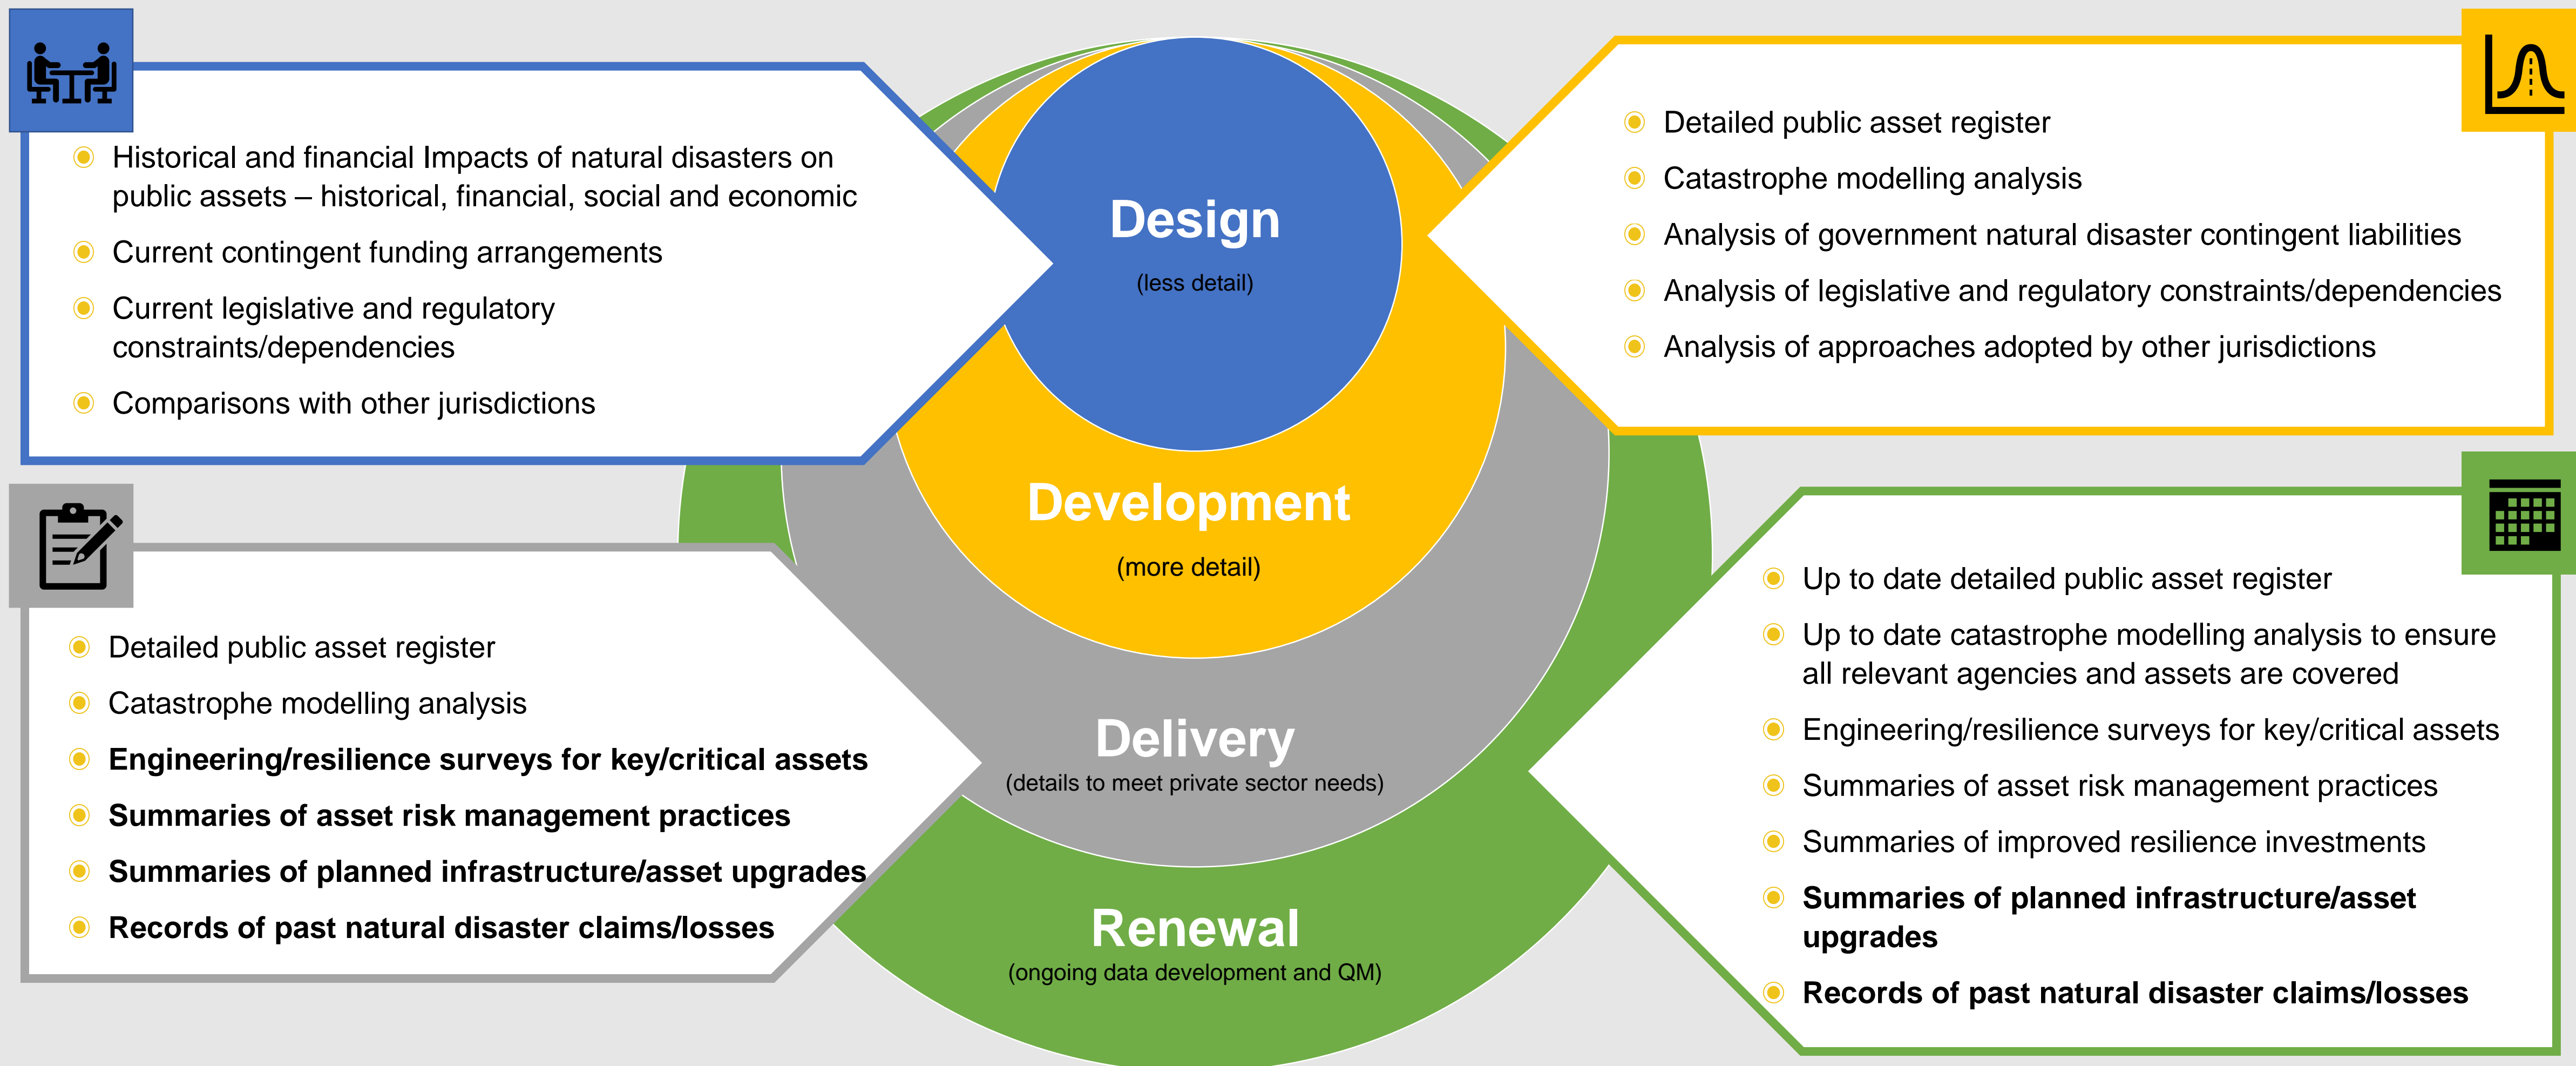 Historical and financial Impacts of natural disasters on
public assets – historical, financial, social and economic
Current contingent funding arrangements
Current legislative and regulatory
constraints/dependencies
Comparisons with other jurisdictions
Design
(less detail)
Detailed public asset register
Catastrophe modelling analysis
Analysis of government natural disaster contingent liabilities
Analysis of legislative and regulatory constraints/dependencies
Analysis of approaches adopted by other jurisdictions
Development
(more detail)
Detailed public asset register
Catastrophe modelling analysis
Engineering/resilience surveys for key/critical assets
Summaries of asset risk management practices
Summaries of planned infrastructure/asset upgrades
Records of past natural disaster claims/losses
Delivery
(details to meet private sector needs)
Renewal
(ongoing data development and QM)
Up to date detailed public asset register
Up to date catastrophe modelling analysis to ensure
all relevant agencies and assets are covered
Engineering/resilience surveys for key/critical assets
Summaries of asset risk management practices
Summaries of improved resilience investments
Summaries of planned infrastructure/asset
upgrades
Records of past natural disaster claims/losses